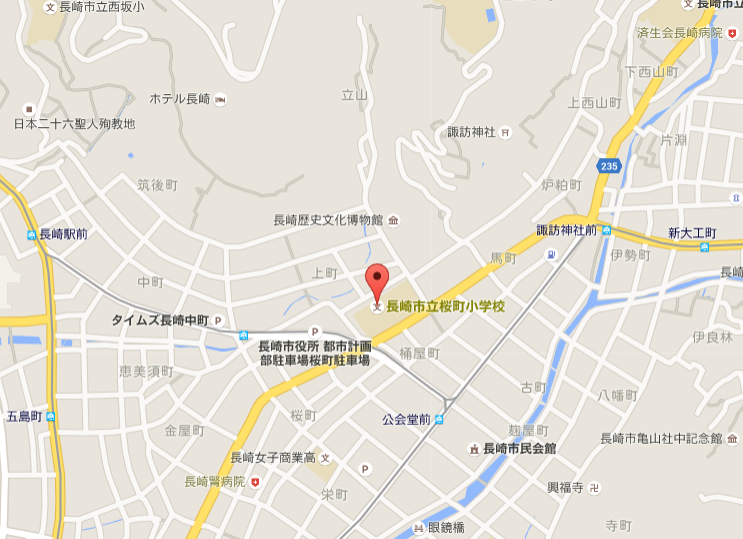 長崎市立西坂小
長崎市立
済生会長崎病院
下西山町
ホテル長崎
立山
上西山町
日本二十六聖人殉教地
諏訪神社
片淵
235
筑後町
炉粕町
長崎歴史文化博物館
長崎駅前
諏訪神社前
新大工町
馬町
伊勢町
上町
長崎
中町
長崎市立桜町小学校
タイムズ長崎中町
P
P
長崎市役所 都市計画
部駐車場桜町駐車場
桶屋町
伊良林
恵美須町
古町
八幡町
五島町
桜町
公会堂前
金屋町
麹屋町
長崎市亀山社中記念館
長崎市民会館
長崎女子商業高
P
長崎腎病院
栄町
興福寺
眼鏡橋
寺町